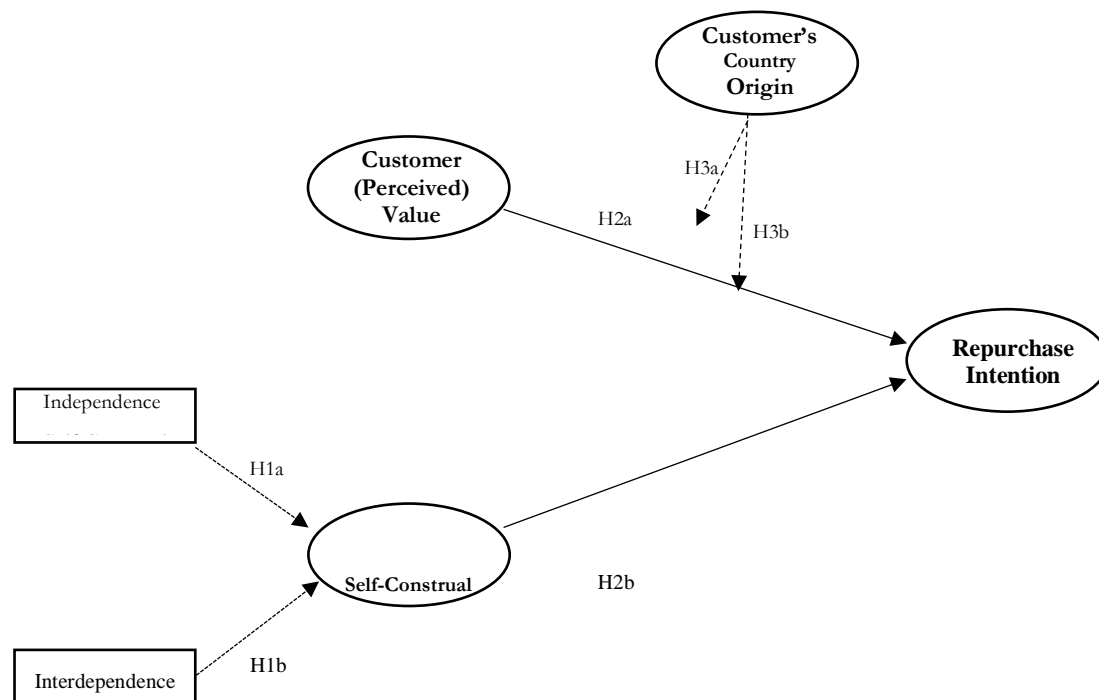 Customer's
Country
Origin
Customer
(Perceived)
Value
H3a
H2a
H3b
Repurchase
Intention
Independence
H1a
Self-Construal
H2b
H1b
Interdependence